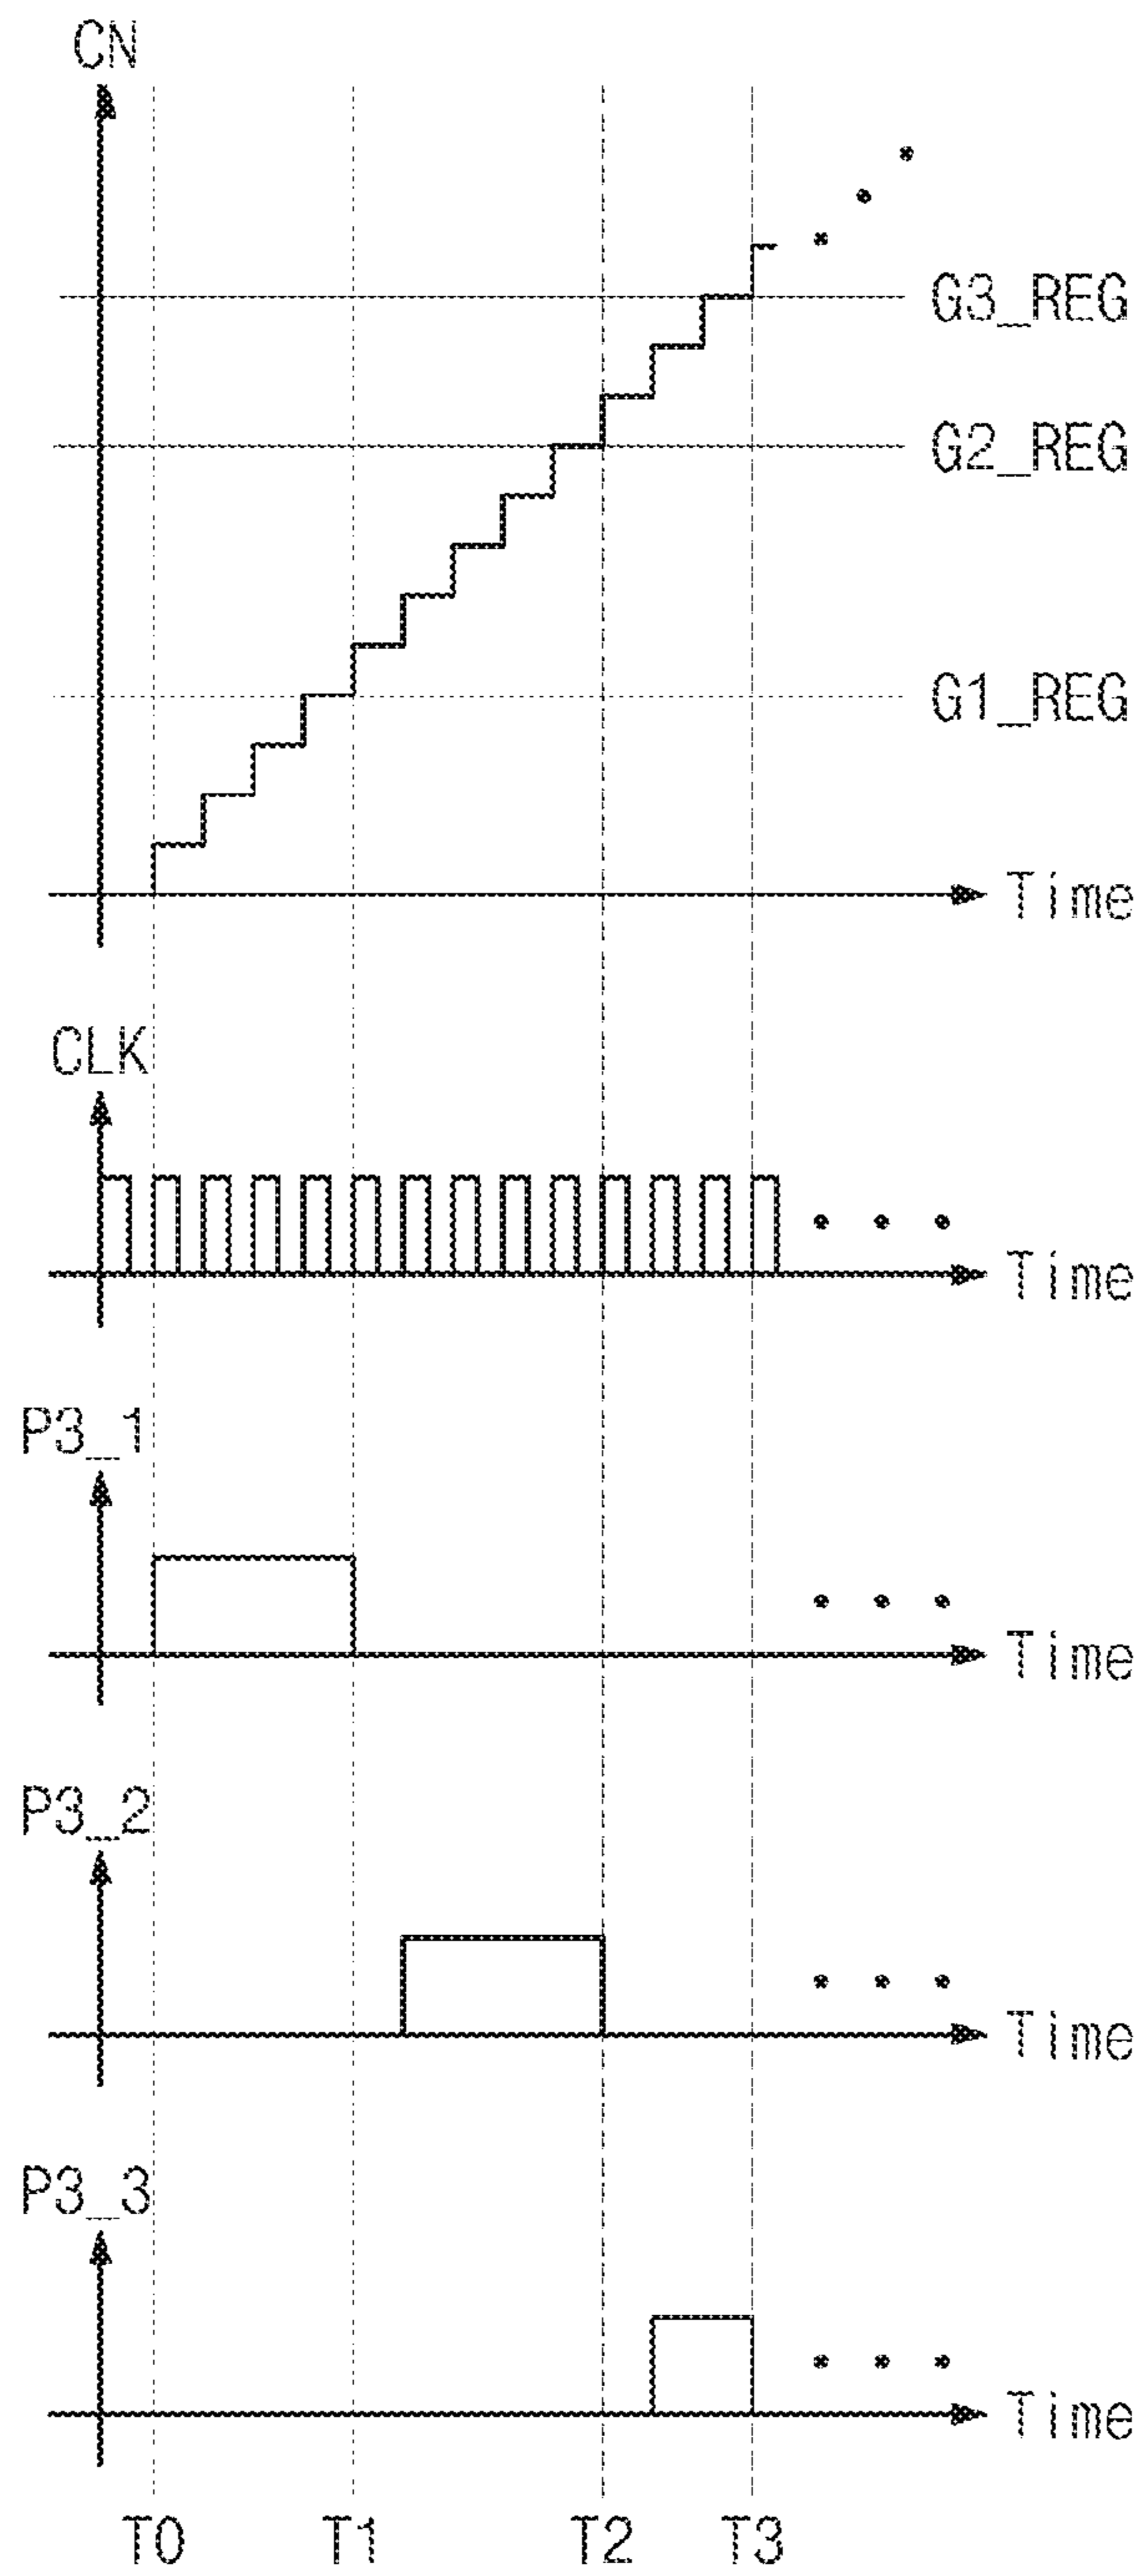 CN
G3_REG
G2_REG
G1_REG
Time
CLK
Time
P3_1
Time
P3_2
Time
P3_3
Time
T0 T1 T2 T3